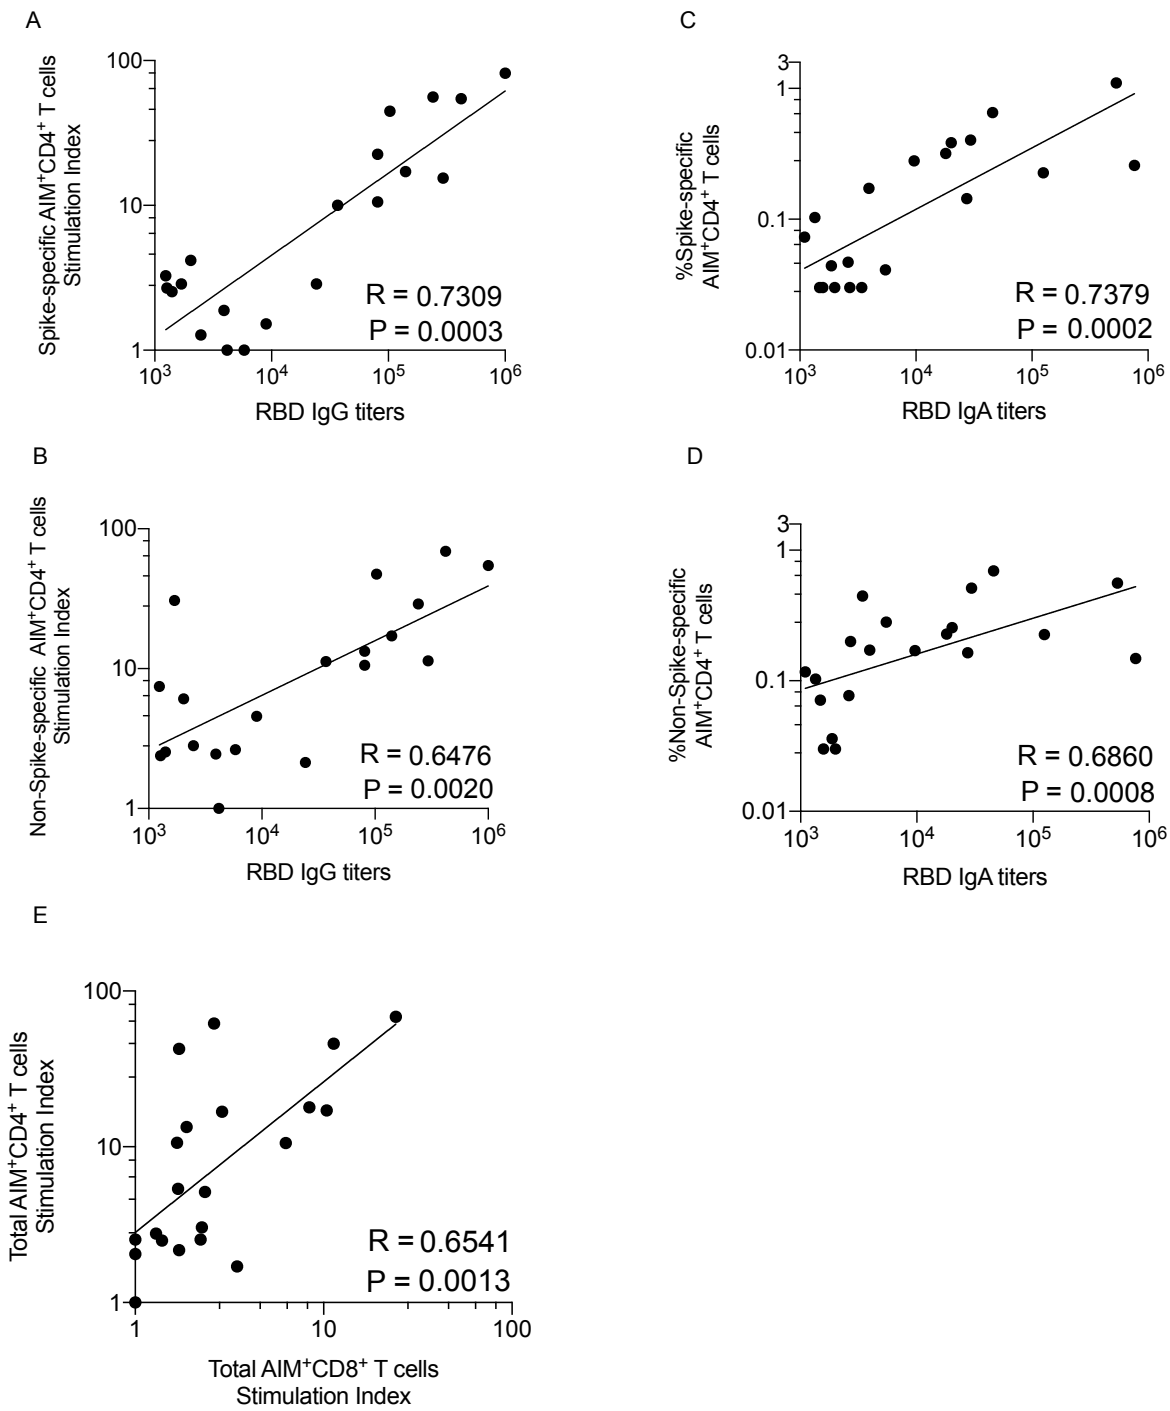 A
Spike-specific AIM⁺CD4⁺ T cells
Stimulation Index
100
10
1
10³ 10⁴ 10⁵ 10⁶
R = 0.7309
P = 0.0003
RBD IgG titers
C
%Spike-specific
AIM⁺CD4⁺ T cells
3
1
0.1
0.01
10³ 10⁴ 10⁵ 10⁶
R = 0.7379
P = 0.0002
RBD IgA titers
B
Non-Spike-specific AIM⁺CD4⁺ T cells
Stimulation Index
100
10
1
10³ 10⁴ 10⁵ 10⁶
R = 0.6476
P = 0.0020
RBD IgG titers
D
%Non-Spike-specific
AIM⁺CD4⁺ T cells
3
1
0.1
0.01
10³ 10⁴ 10⁵ 10⁶
R = 0.6860
P = 0.0008
RBD IgA titers
E
Total AIM⁺CD4⁺ T cells
Stimulation Index
100
10
1
1 10 100
R = 0.6541
P = 0.0013
Total AIM⁺CD8⁺ T cells
Stimulation Index